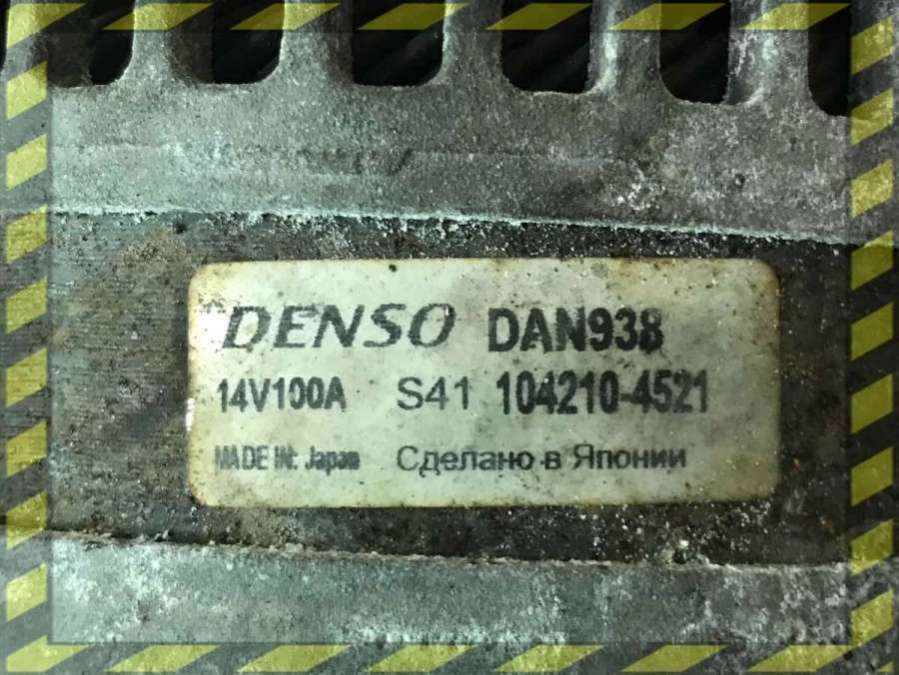 DENSO DAN938
14V100A S41 104210-4521
MADE IN: Japan Сделано в Японии